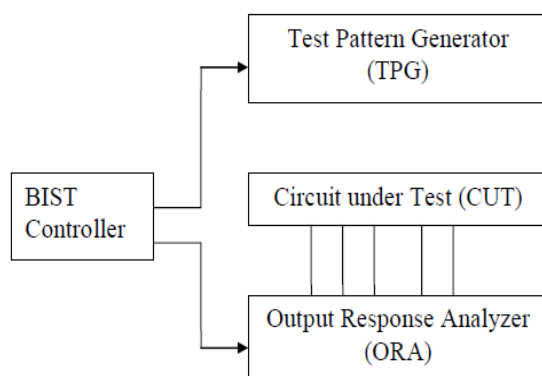 Test Pattern Generator
(TPG)
BIST
Controller
Circuit under Test (CUT)
Output Response Analyzer
(ORA)